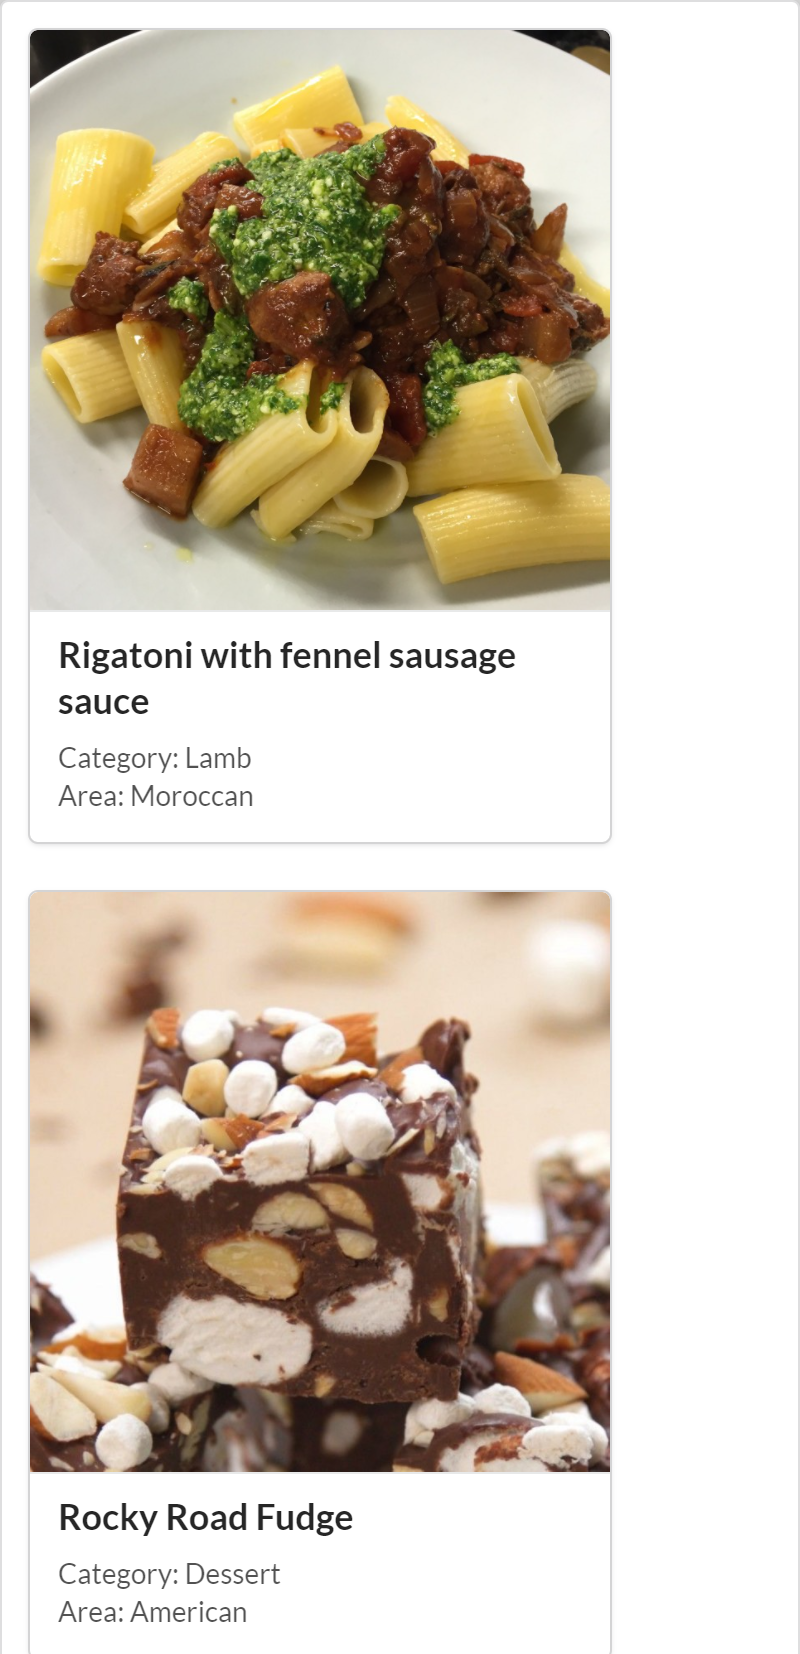 Rigatoni with fennel sausage
sauce
Category: Lamb
Area: Moroccan
Rocky Road Fudge
Category: Dessert
Area: American